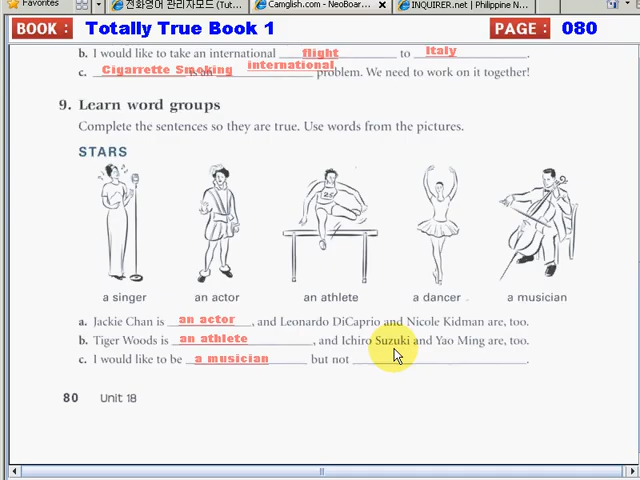 Favorites 전화영어 관리자모드 (Tut... Camglish.com - NeoBoar... INQUIRER.net | Philippine N...
BOOK : Totally True Book 1 PAGE : 080
b. I would like to take an international flight to Italy.
c. Cigarrette Smoking is an international problem. We need to work on it together!
9. Learn word groups
Complete the sentences so they are true. Use words from the pictures.
STARS
25
a singer an actor an athlete a dancer a musician
a. Jackie Chan is an actor, and Leonardo DiCaprio and Nicole Kidman are, too.
b. Tiger Woods is an athlete, and Ichiro Suzuki and Yao Ming are, too.
c. I would like to be a musician but not .
80 Unit 18